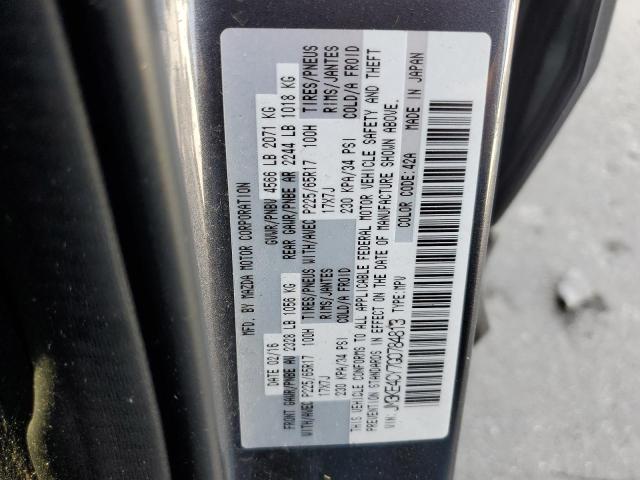 MFD. BY MAZDA MOTOR CORPORATION
DATE 02/16 GVWR/PNBV 4566 LB 2071 KG
FRONT GAWR/PNBE AV 2328 LB 1056 KG REAR GAWR/PNBE AR 2244 LB 1018 KG
WITH/AVEC P225/65R17 100H TIRES/PNEUS WITH/AVEC P225/65R17 100H TIRES/PNEUS
17X7J RIMS/JANTES 17X7J RIMS/JANTES
230 KPA/34 PSI COLD/A FROID 230 KPA/34 PSI COLD/A FROID
THIS VEHICLE CONFORMS TO ALL APPLICABLE FEDERAL MOTOR VEHICLE SAFETY AND THEFT
PREVENTION STANDARDS IN EFFECT ON THE DATE OF MANUFACTURE SHOWN ABOVE.
VIN: JM3KE4CY7G0784813 TYPE:MPV COLOR CODE:42A MADE IN JAPAN